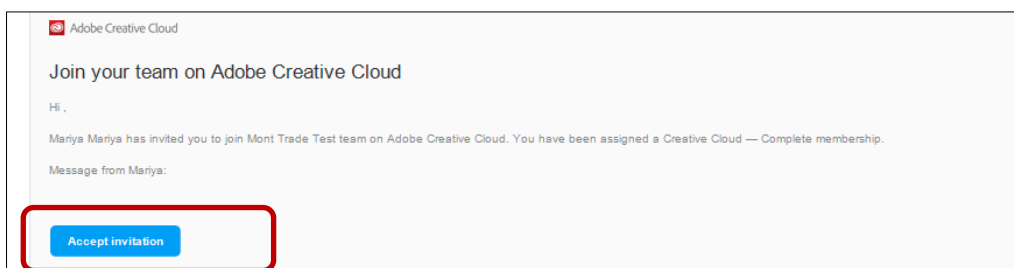 Adobe Creative Cloud
Join your team on Adobe Creative Cloud
Hi ,
Mariya Mariya has invited you to join Mont Trade Test team on Adobe Creative Cloud. You have been assigned a Creative Cloud — Complete membership.
Message from Mariya:
Accept invitation